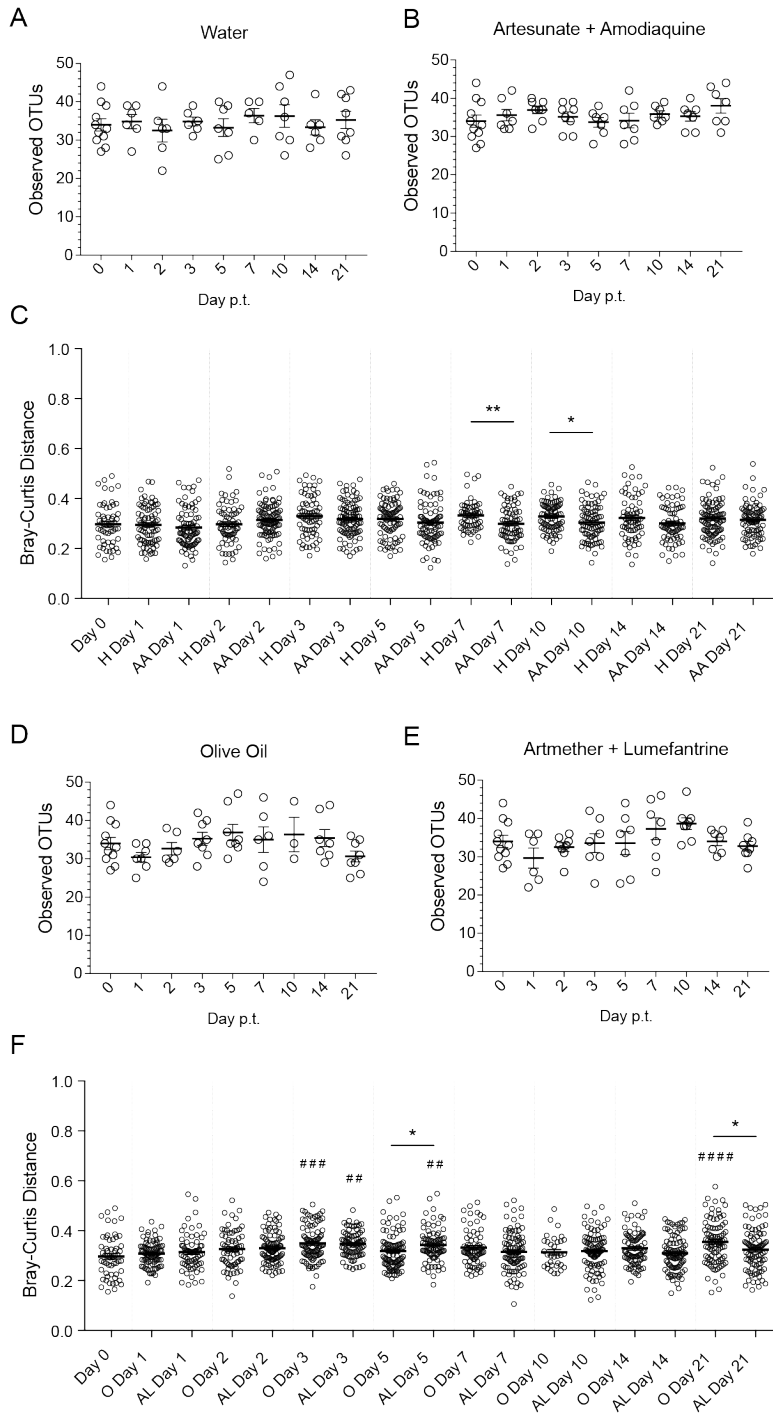 A
Water
Observed OTUs
50
40
30
20
10
0
0 1 2 3 5 7 10 14 21
Day p.t.
B
Artesunate + Amodiaquine
Observed OTUs
50
40
30
20
10
0
0 1 2 3 5 7 10 14 21
Day p.t.
C
Bray-Curtis Distance
1.0
0.8
0.6
0.4
0.2
0.0
** *
Day 0
H Day 1
AA Day 1
H Day 2
AA Day 2
H Day 3
AA Day 3
H Day 5
AA Day 5
H Day 7
AA Day 7
H Day 10
AA Day 10
H Day 14
AA Day 14
H Day 21
AA Day 21
D
Olive Oil
Observed OTUs
50
40
30
20
10
0
0 1 2 3 5 7 10 14 21
Day p.t.
E
Artmether + Lumefantrine
Observed OTUs
50
40
30
20
10
0
0 1 2 3 5 7 10 14 21
Day p.t.
F
Bray-Curtis Distance
1.0
0.8
0.6
0.4
0.2
0.0
* *
### ## ## ####
Day 0
O Day 1
AL Day 1
O Day 2
AL Day 2
O Day 3
AL Day 3
O Day 5
AL Day 5
O Day 7
AL Day 7
O Day 10
AL Day 10
O Day 14
AL Day 14
O Day 21
AL Day 21